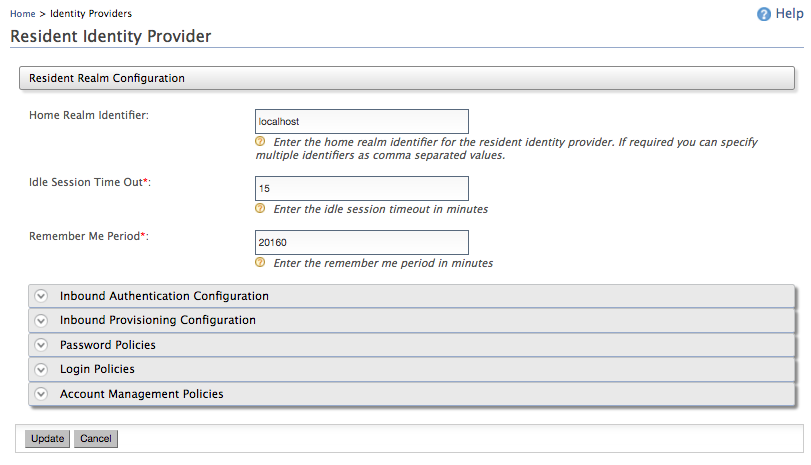 Home > Identity Providers
Help
Resident Identity Provider
Resident Realm Configuration
Home Realm Identifier:
localhost
Enter the home realm identifier for the resident identity provider. If required you can specify
multiple identifiers as comma separated values.
Idle Session Time Out*:
15
Enter the idle session timeout in minutes
Remember Me Period*:
20160
Enter the remember me period in minutes
Inbound Authentication Configuration
Inbound Provisioning Configuration
Password Policies
Login Policies
Account Management Policies
Update Cancel